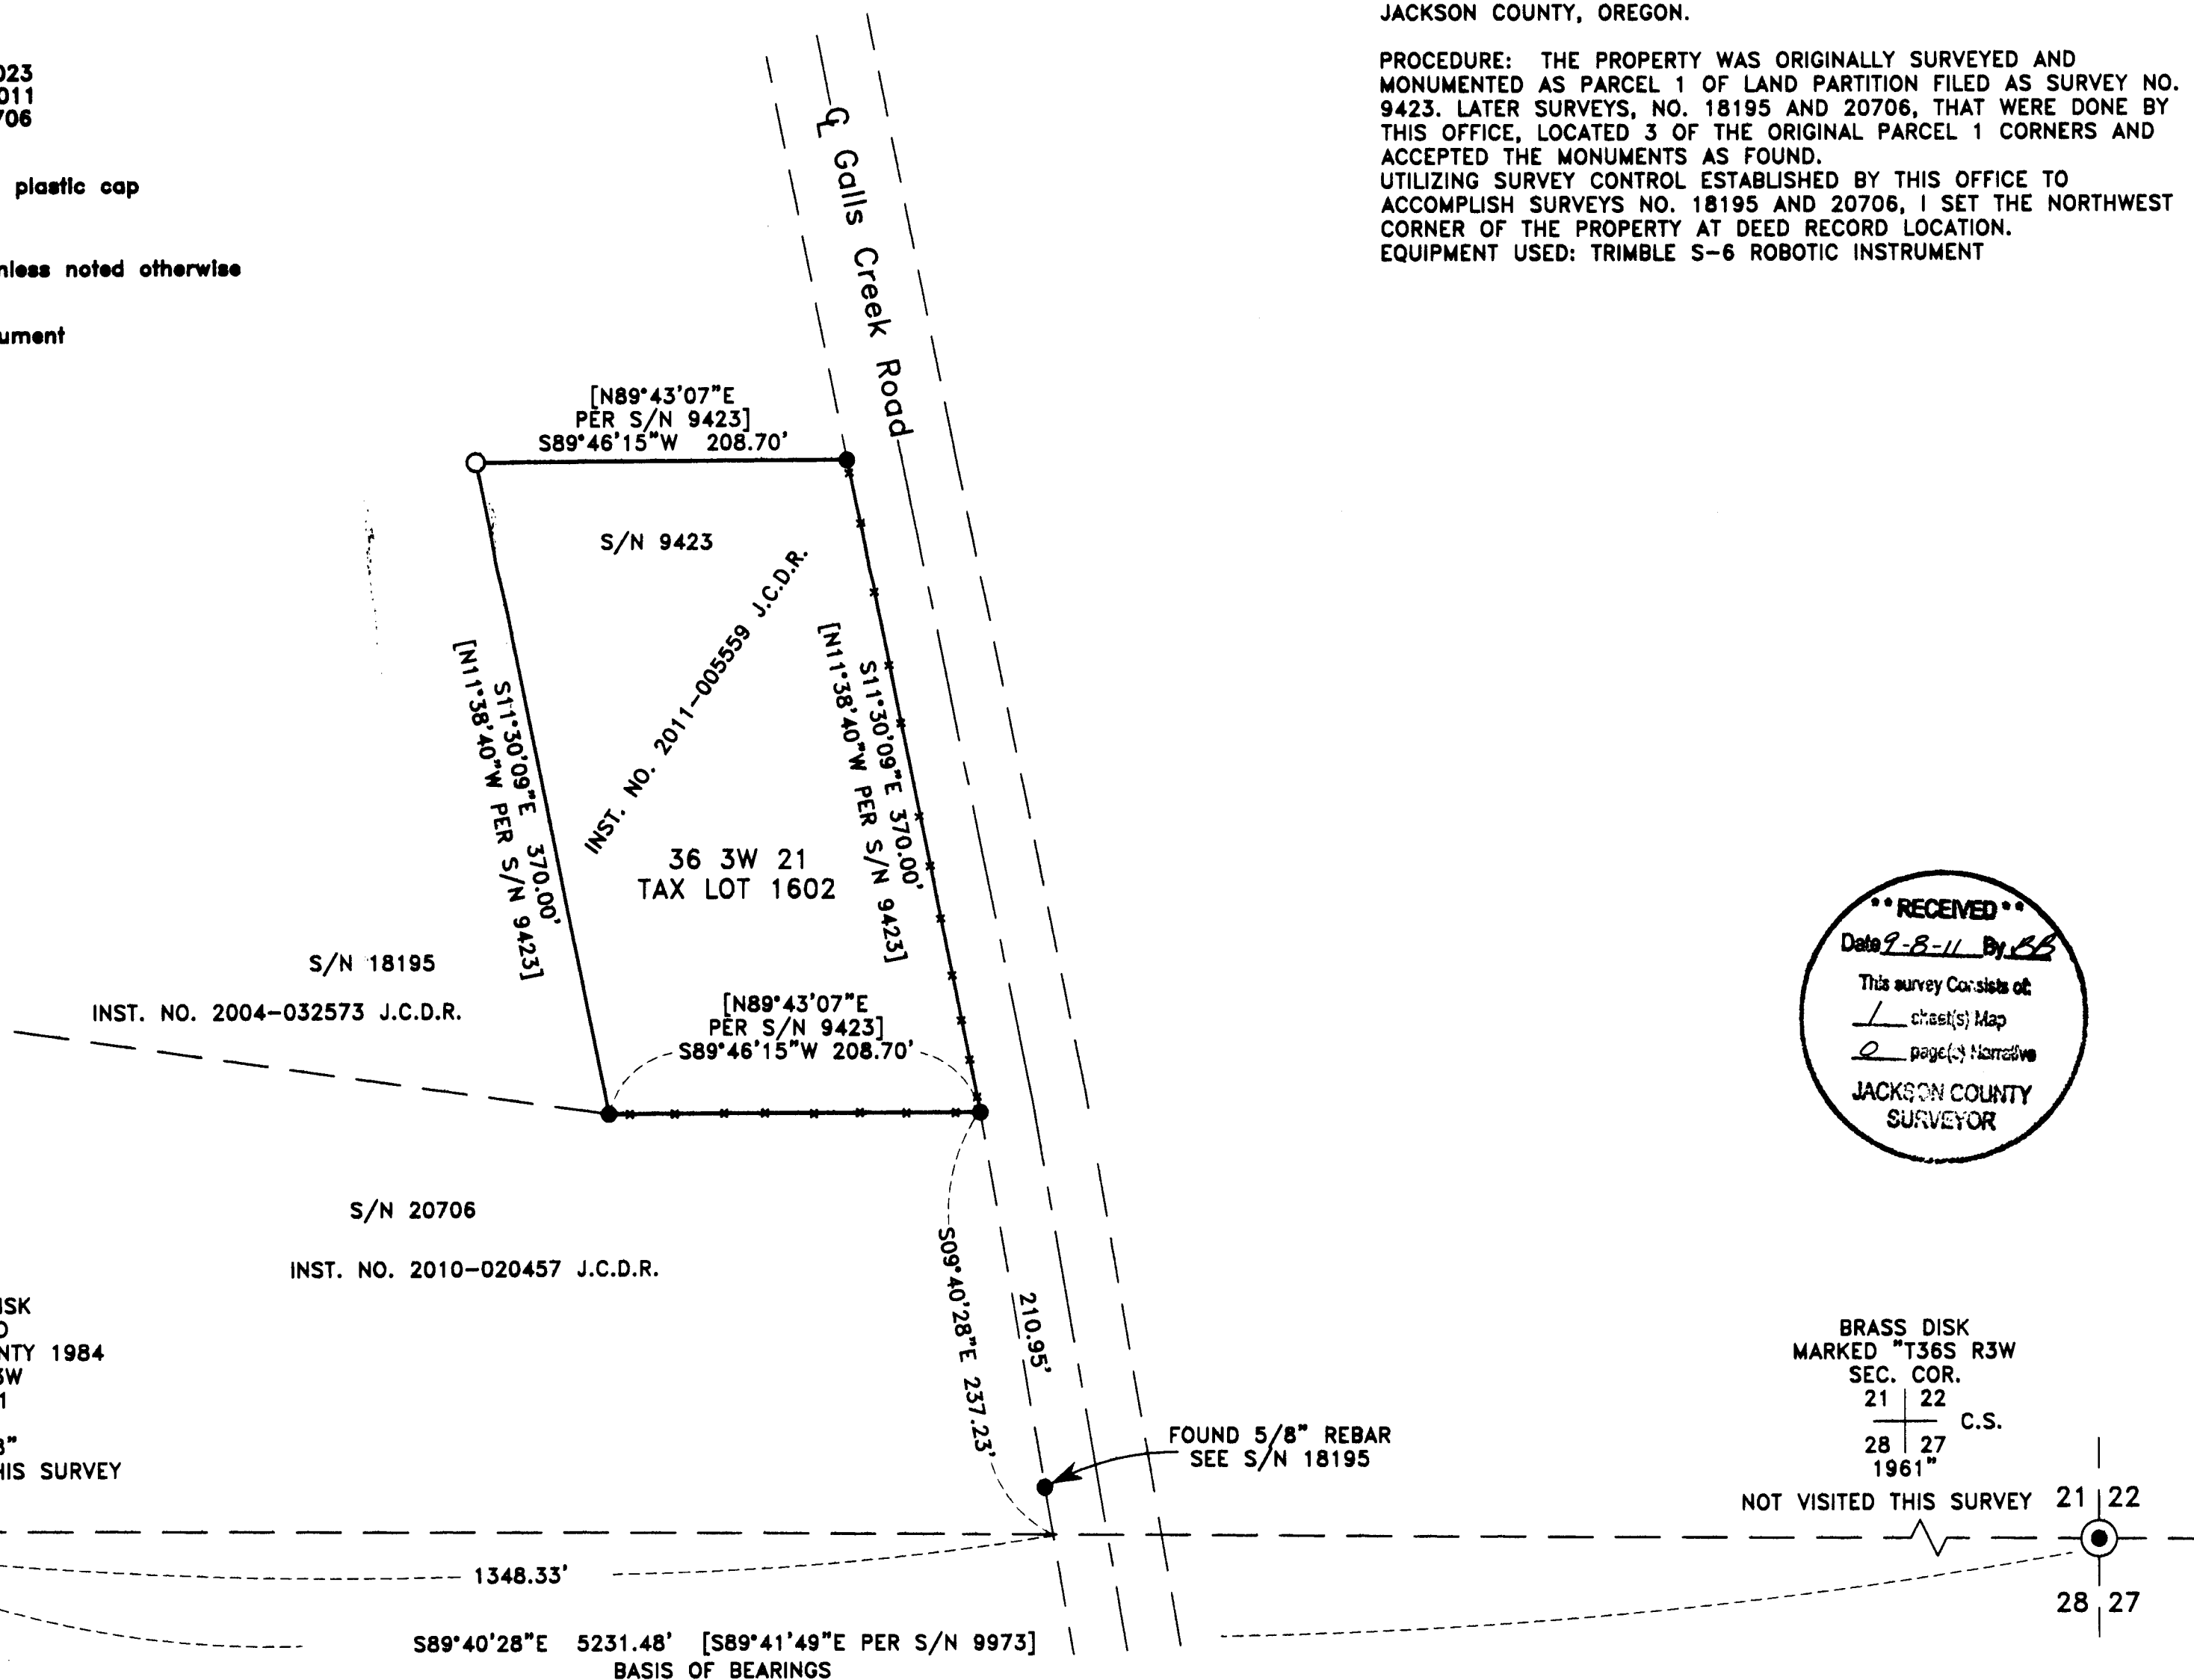 JACKSON COUNTY, OREGON.
PROCEDURE: THE PROPERTY WAS ORIGINALLY SURVEYED AND
MONUMENTED AS PARCEL 1 OF LAND PARTITION FILED AS SURVEY NO.
9423. LATER SURVEYS, NO. 18195 AND 20706, THAT WERE DONE BY
THIS OFFICE, LOCATED 3 OF THE ORIGINAL PARCEL 1 CORNERS AND
ACCEPTED THE MONUMENTS AS FOUND.
UTILIZING SURVEY CONTROL ESTABLISHED BY THIS OFFICE TO
ACCOMPLISH SURVEYS NO. 18195 AND 20706, I SET THE NORTHWEST
CORNER OF THE PROPERTY AT DEED RECORD LOCATION.
EQUIPMENT USED: TRIMBLE S-6 ROBOTIC INSTRUMENT
023
011
706
plastic cap
nless noted otherwise
ument
℄ Galls Creek Road
[N89°43'07"E
PER S/N 9423]
S89°46'15"W 208.70'
S/N 9423
INST. NO. 2011-005559 J.C.D.R.
S11°30'09"E 370.00'
[N11°38'40"W PER S/N 9423]
S11°30'09"E 370.00'
[N11°38'40"W PER S/N 9423]
36 3W 21
TAX LOT 1602
S/N 18195
INST. NO. 2004-032573 J.C.D.R.
[N89°43'07"E
PER S/N 9423]
S89°46'15"W 208.70'
** RECEIVED **
Date 9-8-11 By BB
This survey Consists of:
1 sheet(s) Map
0 page(s) Narrative
JACKSON COUNTY
SURVEYOR
S/N 20706
INST. NO. 2010-020457 J.C.D.R.
S09°40'28"E 237.23'
210.95'
ISK
D
NTY 1984
3W
1
8"
HIS SURVEY
FOUND 5/8" REBAR
SEE S/N 18195
BRASS DISK
MARKED "T36S R3W
SEC. COR.
21 22
C.S.
28 27
1961"
NOT VISITED THIS SURVEY 21 22
28 27
1348.33'
S89°40'28"E 5231.48' [S89°41'49"E PER S/N 9973]
BASIS OF BEARINGS